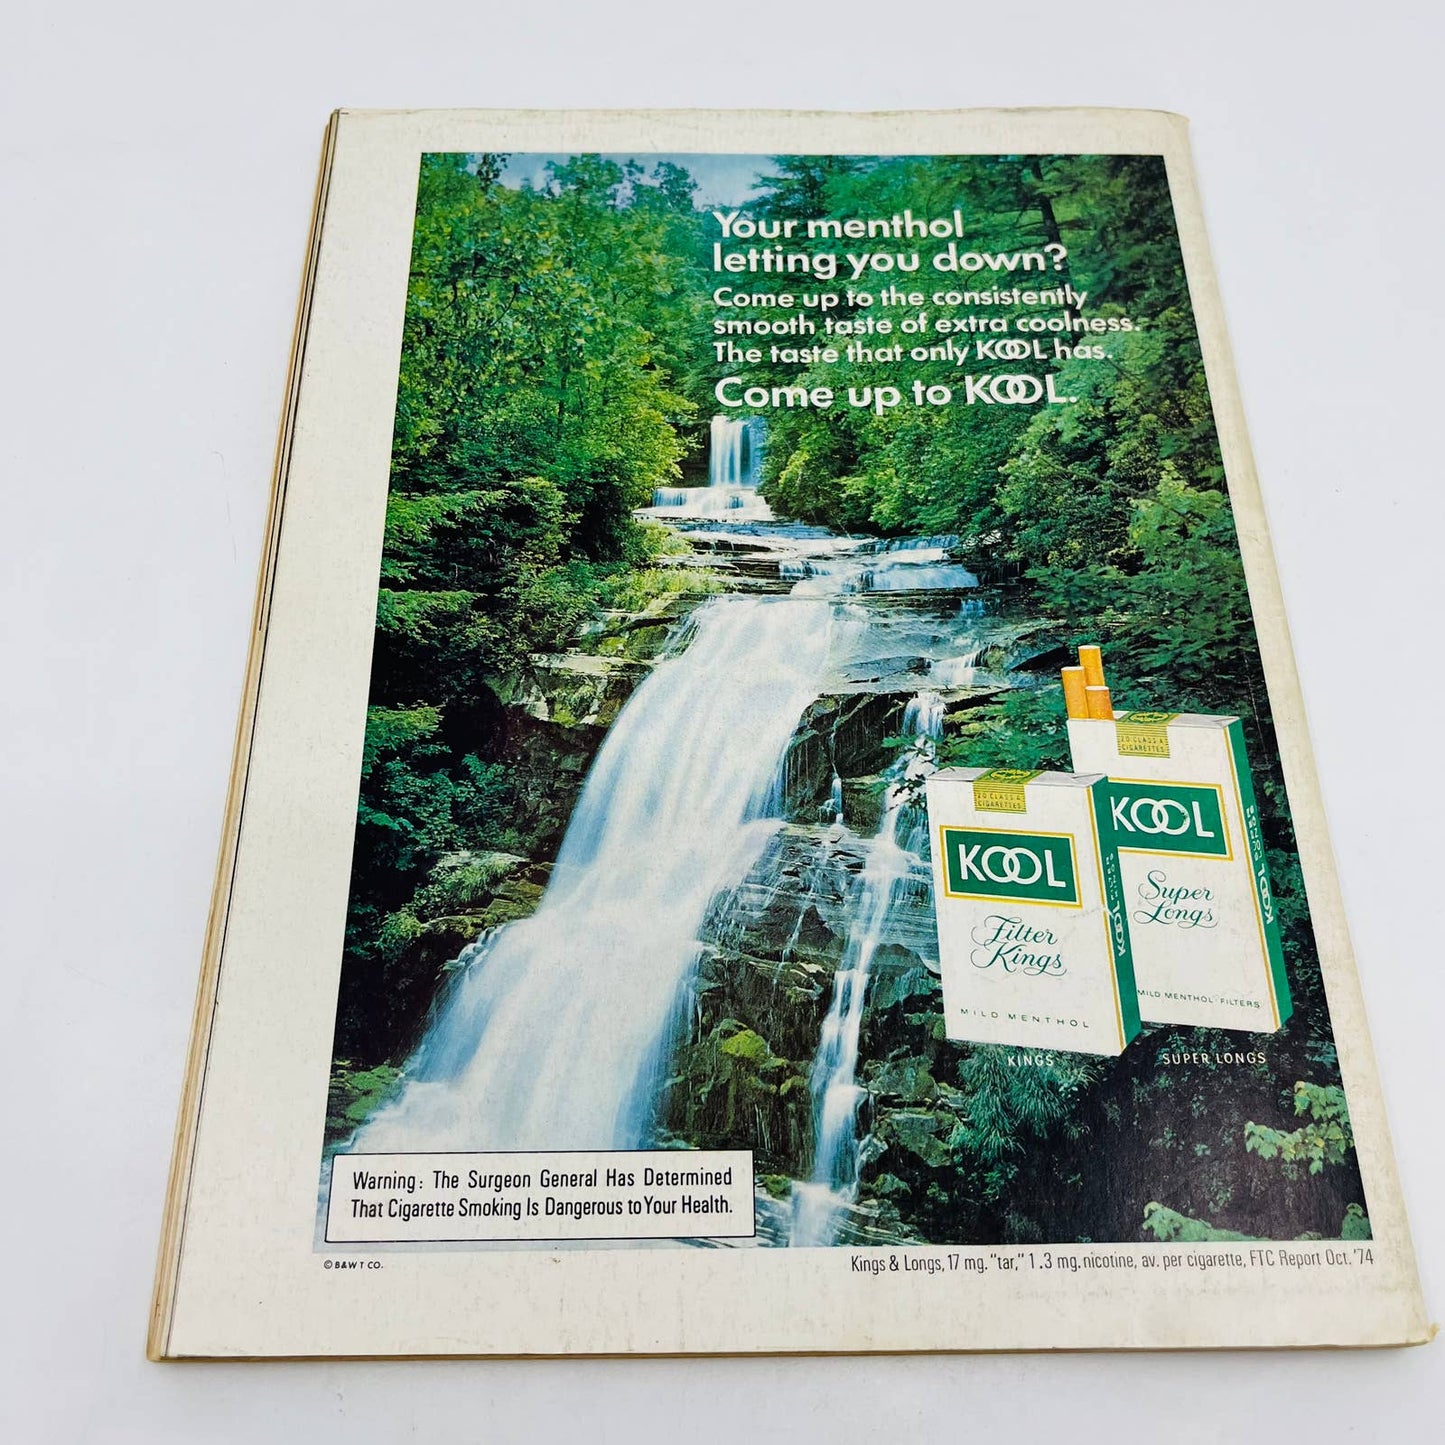 Your menthol
letting you down?
Come up to the consistently
smooth taste of extra coolness.
The taste that only KOOL has.
Come up to KOOL.
20 CLASS A
CIGARETTES
KOOL
Super
Longs
MILD MENTHOL FILTERS
KOOL
20 CLASS A
CIGARETTES
KOOL
Filter
Kings
MILD MENTHOL
KOOL
KINGS
SUPER LONGS
Warning: The Surgeon General Has Determined
That Cigarette Smoking Is Dangerous to Your Health.
© B&W T CO.
Kings & Longs, 17 mg. "tar," 1.3 mg. nicotine, av. per cigarette, FTC Report Oct. '74